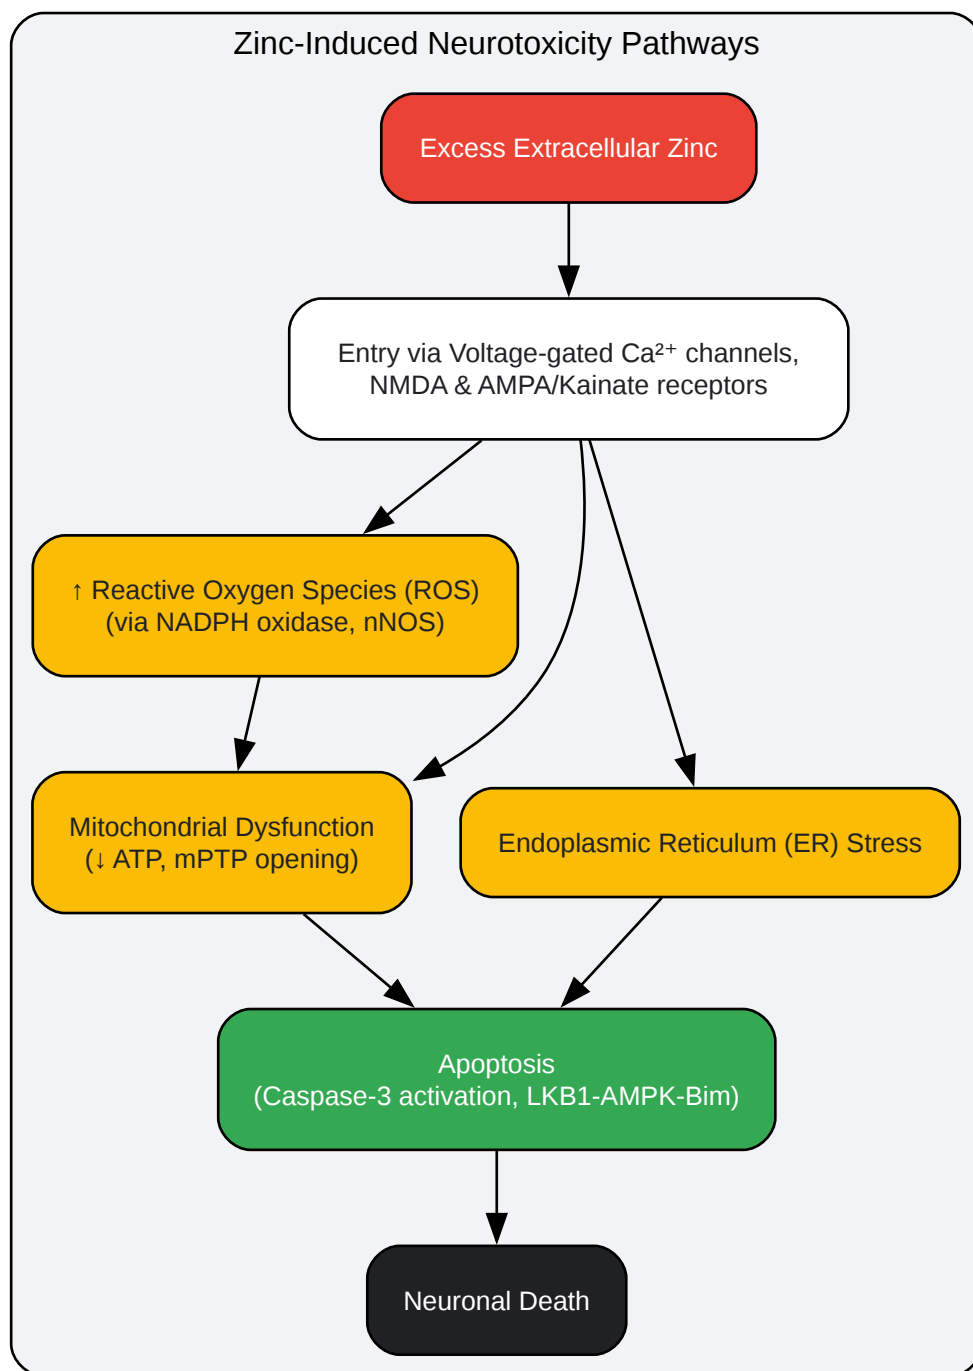 Zinc-Induced Neurotoxicity Pathways
Excess Extracellular Zinc
Entry via Voltage-gated Ca²⁺ channels,
NMDA & AMPA/Kainate receptors
↑ Reactive Oxygen Species (ROS)
(via NADPH oxidase, nNOS)
Mitochondrial Dysfunction
(↓ ATP, mPTP opening)
Endoplasmic Reticulum (ER) Stress
Apoptosis
(Caspase-3 activation, LKB1-AMPK-Bim)
Neuronal Death